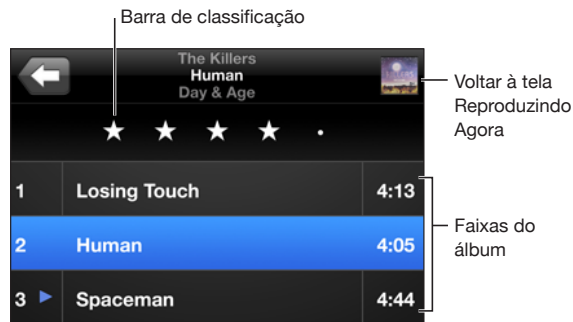 Barra de classificação
The Killers
Human
Day & Age
Voltar à tela
Reproduzindo
Agora
1 Losing Touch 4:13
2 Human 4:05
3 Spaceman 4:44
Faixas do
álbum